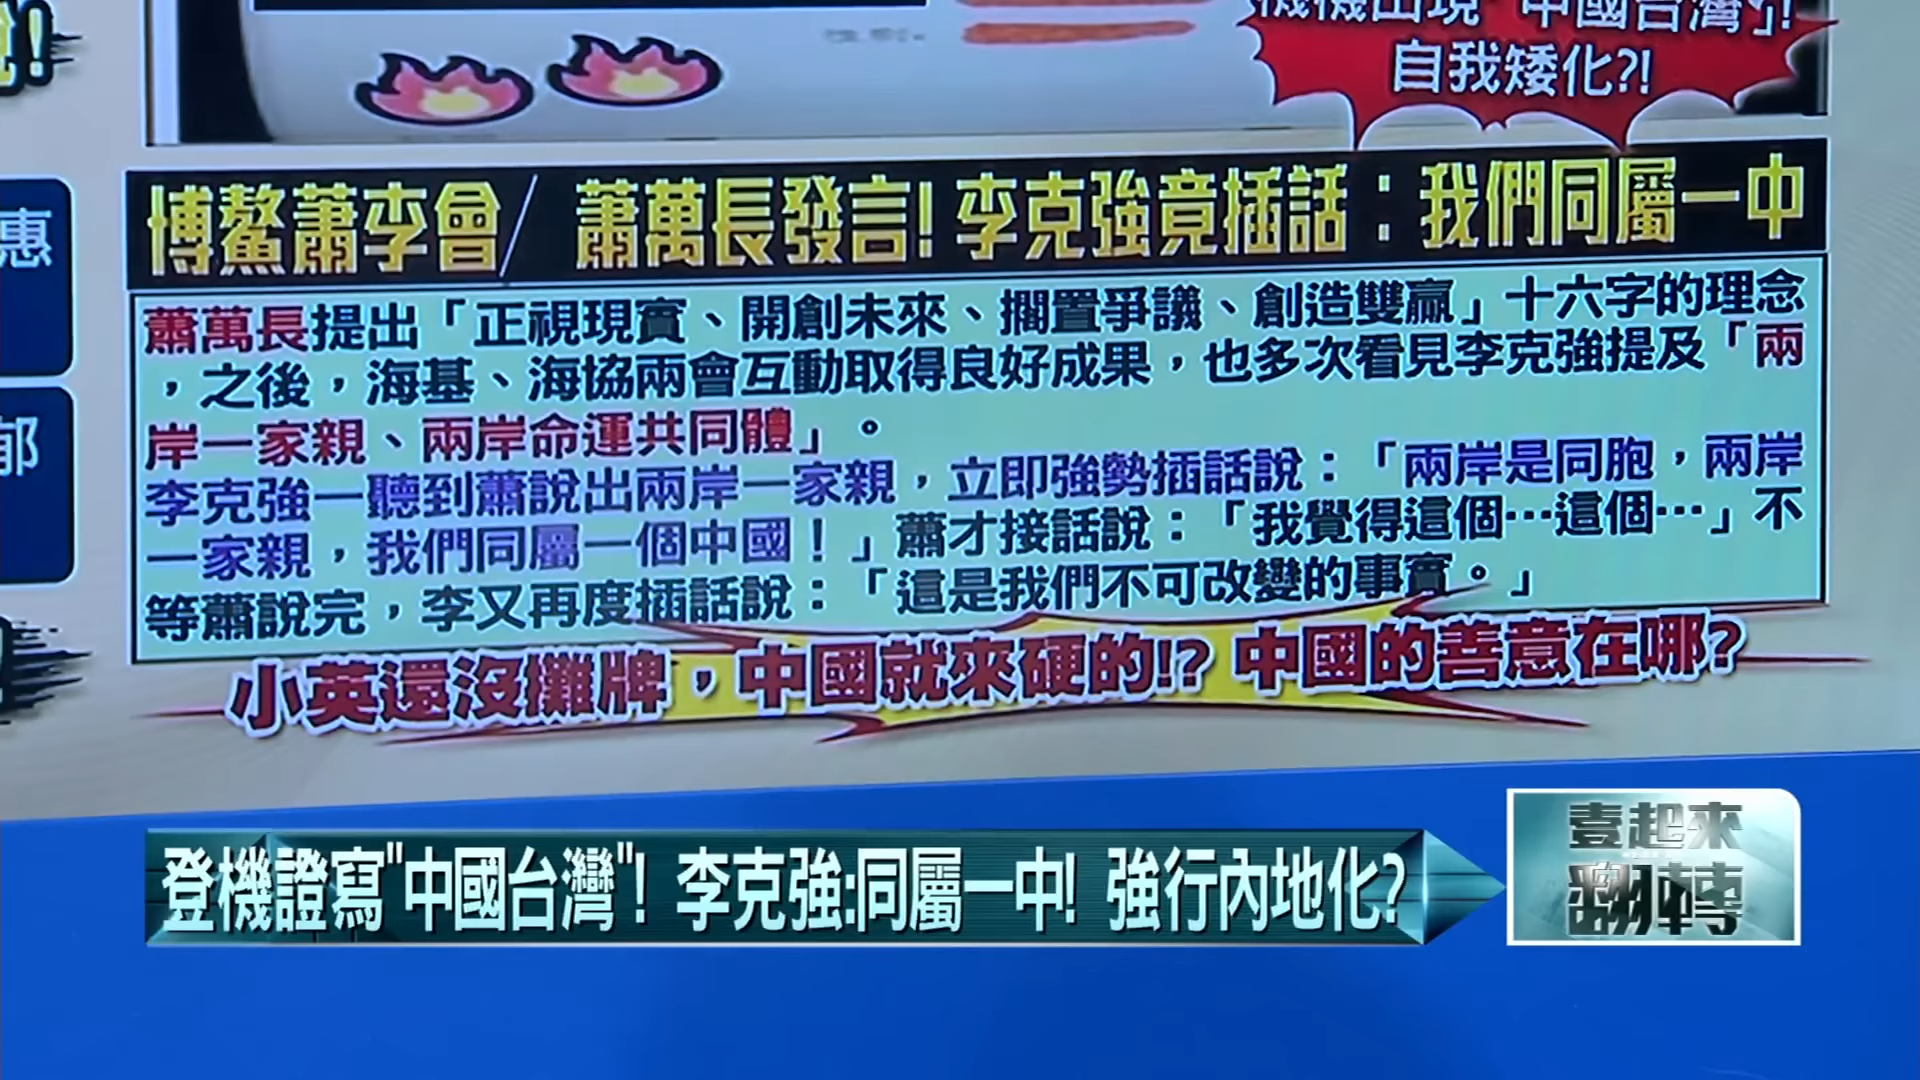 機機出現"中國台灣」!
自我矮化?!
惠
郁
博鰲蕭李會/ 蕭萬長發言! 李克強竟插話:我們同屬一中
蕭萬長提出「正視現實、開創未來、擱置爭議、創造雙贏」十六字的理念
,之後,海基、海協兩會互動取得良好成果,也多次看見李克強提及「兩
岸一家親、兩岸命運共同體」。
李克強一聽到蕭說出兩岸一家親,立即強勢插話說:「兩岸是同胞,兩岸
一家親,我們同屬一個中國!」蕭才接話說:「我覺得這個…這個…」不
等蕭說完,李又再度插話說:「這是我們不可改變的事實。」
小英還沒攤牌,中國就來硬的!? 中國的善意在哪?
登機證寫"中國台灣"! 李克強:同屬一中! 強行內地化?
壹起來
翻轉